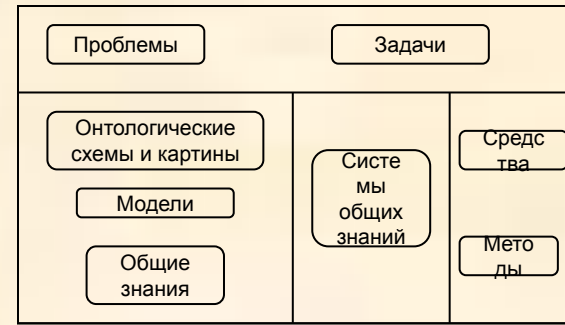 Проблемы
Задачи
Онтологические
схемы и картины
Модели
Общие
знания
Систе
мы
общих
знаний
Средс
тва
Мето
ды